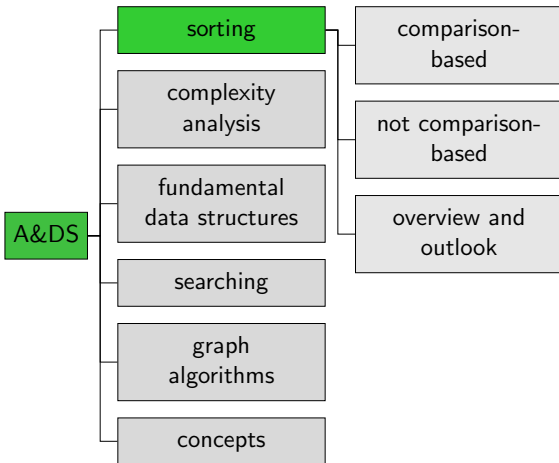 A&DS
sorting
complexity
analysis
fundamental
data structures
searching
graph
algorithms
concepts
comparison-
based
not comparison-
based
overview and
outlook